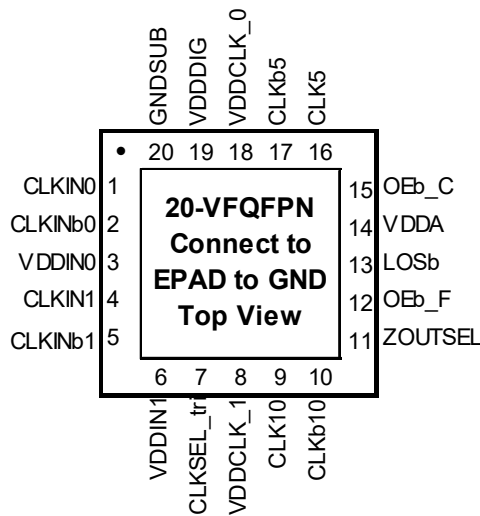 GNDSUB
VDDDIG
VDDCLK_0
CLKb5
CLK5
20 19 18 17 16
CLKIN0 1
CLKINb0 2
VDDIN0 3
CLKIN1 4
CLKINb1 5
20-VFQFPN
Connect to
EPAD to GND
Top View
15 OEb_C
14 VDDA
13 LOSb
12 OEb_F
11 ZOUTSEL
6 7 8 9 10
VDDIN1
CLKSEL_tri
VDDCLK_1
CLK10
CLKb10